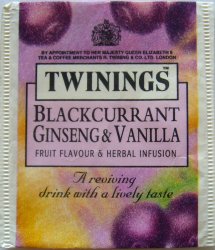 BY APPOINTMENT TO HER MAJESTY QUEEN ELIZABETH II
TEA & COFFEE MERCHANTS R. TWINING & CO. LTD. LONDON
TWININGS™
BLACKCURRANT
GINSENG & VANILLA
FRUIT FLAVOUR & HERBAL INFUSION
A reviving
drink with a lively taste